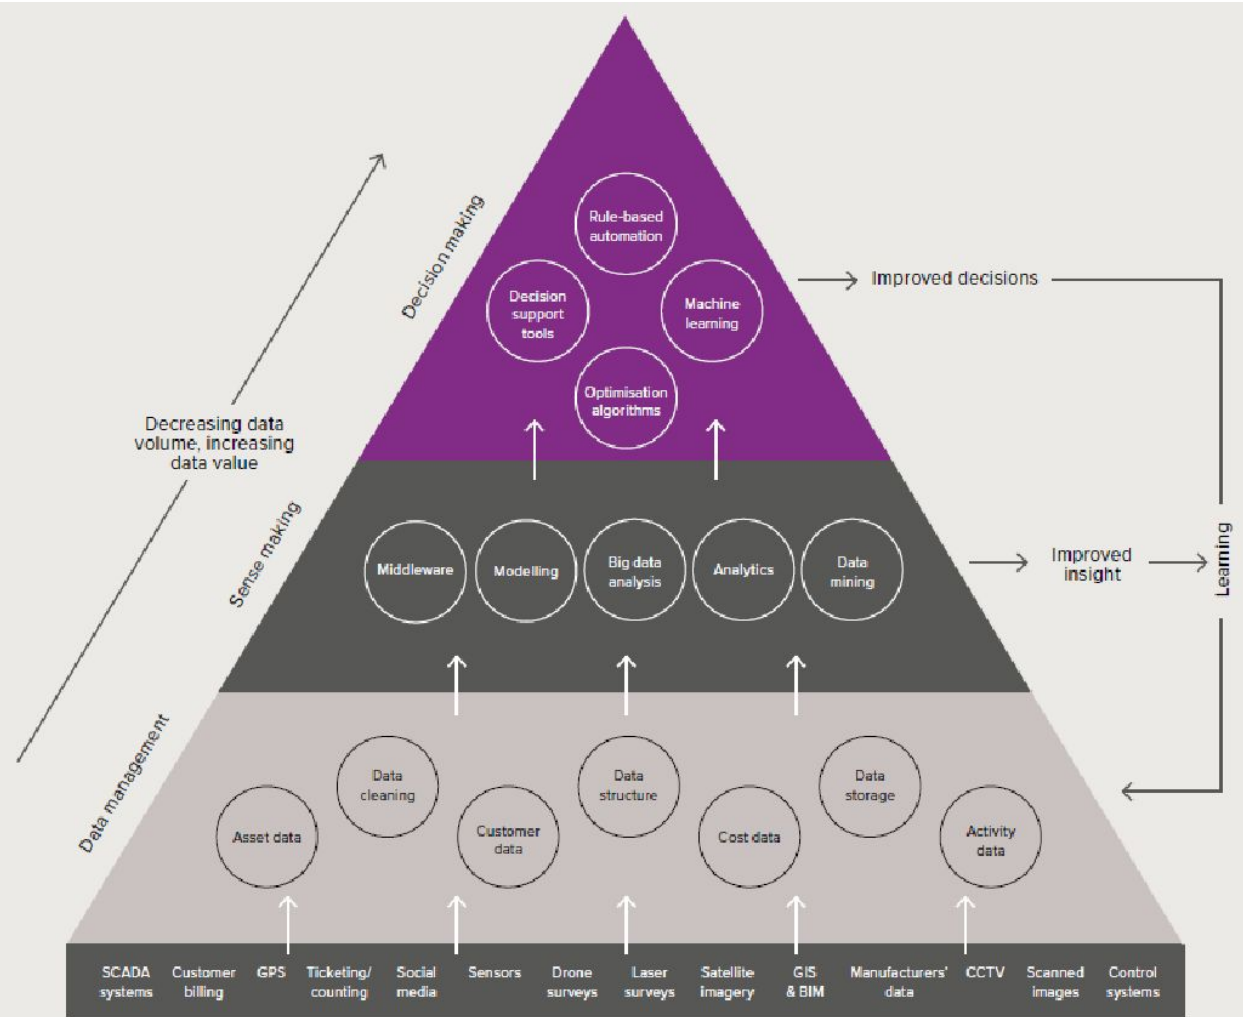 Rule-based
automation
Decision making
Decision
support
tools
Machine
learning
Improved decisions
Optimisation
algorithms
Decreasing data
volume, increasing
data value
Sense making
Middleware
Modelling
Big data
analysis
Analytics
Data
mining
Improved
insight
Learning
Data management
Data
cleaning
Data
structure
Data
storage
Asset data
Customer
data
Cost data
Activity
data
SCADA
systems
Customer
billing
GPS
Ticketing/
counting
Social
media
Sensors
Drone
surveys
Laser
surveys
Satellite
imagery
GIS
& BIM
Manufacturers'
data
CCTV
Scanned
images
Control
systems